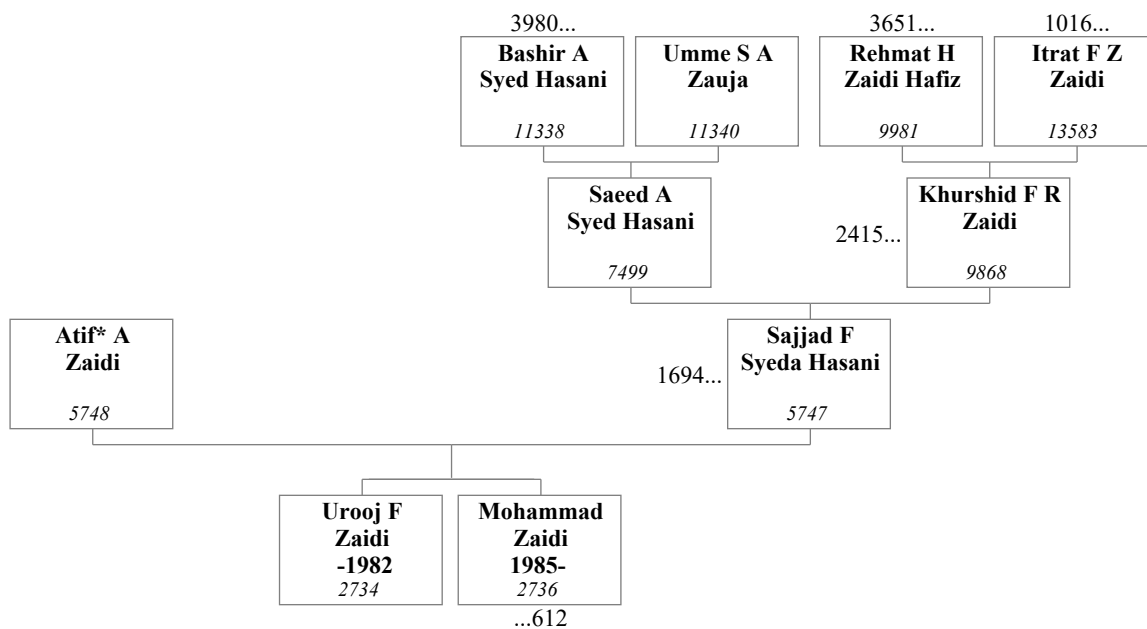 3980...
3651...
1016...
Bashir A
Syed Hasani
11338
Umme S A
Zauja
11340
Rehmat H
Zaidi Hafiz
9981
Itrat F Z
Zaidi
13583
Saeed A
Syed Hasani
7499
2415...
Khurshid F R
Zaidi
9868
Atif* A
Zaidi
5748
1694...
Sajjad F
Syeda Hasani
5747
Urooj F
Zaidi
-1982
2734
Mohammad
Zaidi
1985-
2736
...612